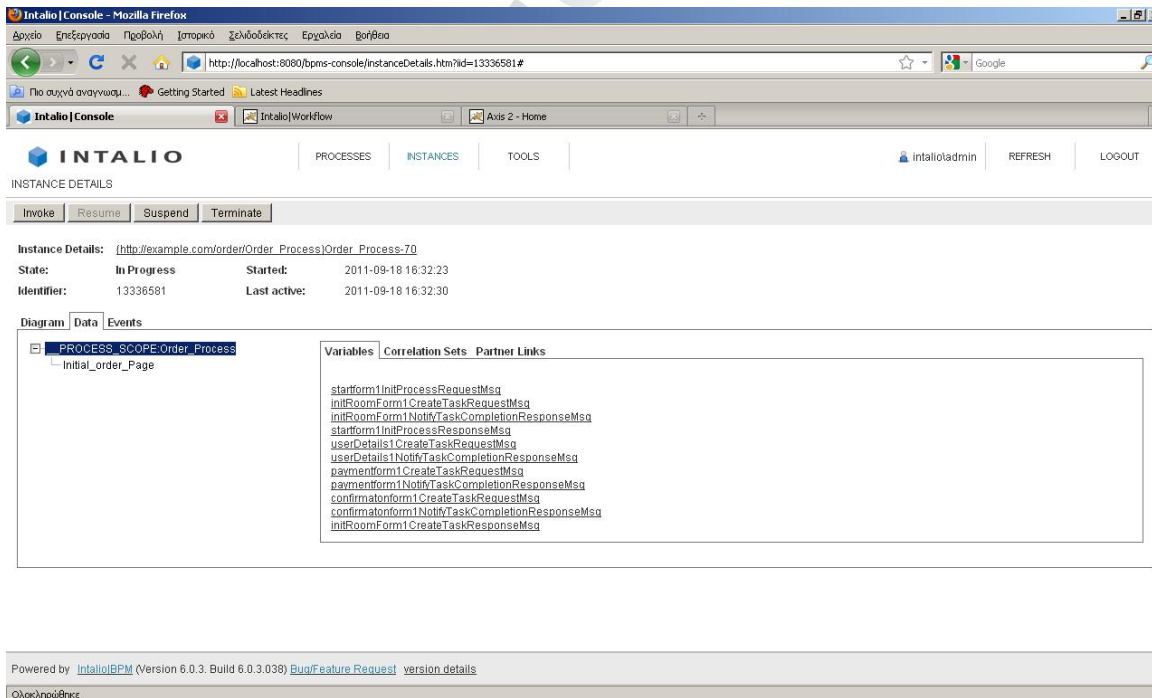 Intalio | Console - Mozilla Firefox
Αρχείο Επεξεργασία Προβολή Ιστορικό Σελιδοδείκτες Εργαλεία Βοήθεια
http://localhost:8080/bpms-console/instanceDetails.htm?iid=13336581# Google
Πιο συχνά αναγνωσμ... Getting Started Latest Headlines
Intalio | Console Intalio|Workflow Axis 2 - Home
INTALIO PROCESSES INSTANCES TOOLS intalio\admin REFRESH LOGOUT
INSTANCE DETAILS
Invoke Resume Suspend Terminate
Instance Details: {http://example.com/order/Order_Process}Order_Process-70
State: In Progress Started: 2011-09-18 16:32:23
Identifier: 13336581 Last active: 2011-09-18 16:32:30
Diagram Data Events
__PROCESS_SCOPE:Order_Process
Initial_order_Page
Variables Correlation Sets Partner Links
startform1InitProcessRequestMsg
initRoomForm1CreateTaskRequestMsg
initRoomForm1NotifyTaskCompletionResponseMsg
startform1InitProcessResponseMsg
userDetails1CreateTaskRequestMsg
userDetails1NotifyTaskCompletionResponseMsg
paymentform1CreateTaskRequestMsg
paymentform1NotifyTaskCompletionResponseMsg
confirmatonform1CreateTaskRequestMsg
confirmatonform1NotifyTaskCompletionResponseMsg
initRoomForm1CreateTaskResponseMsg
Powered by Intalio|BPM (Version 6.0.3. Build 6.0.3.038) Bug/Feature Request version details
Ολοκληρώθηκε